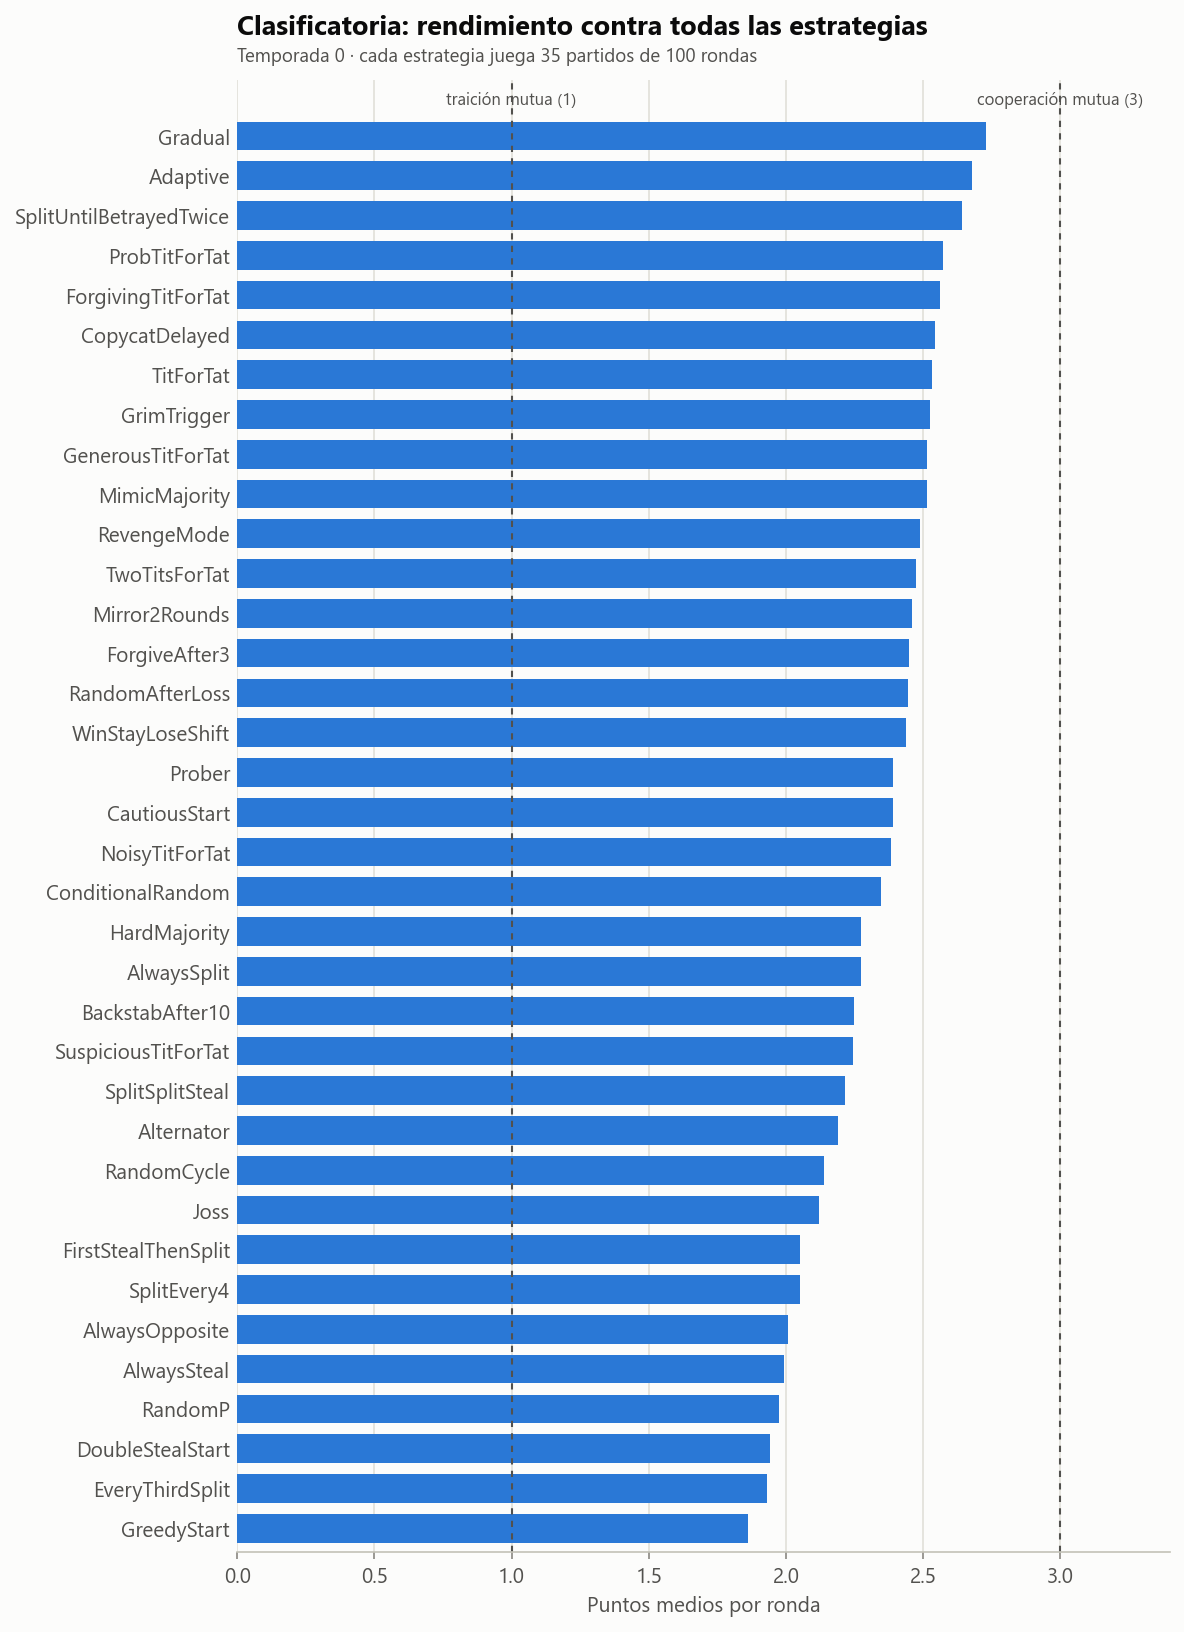 Clasificatoria: rendimiento contra todas las estrategias
Temporada 0 · cada estrategia juega 35 partidos de 100 rondas
traición mutua (1)
cooperación mutua (3)
Gradual
Adaptive
SplitUntilBetrayedTwice
ProbTitForTat
ForgivingTitForTat
CopycatDelayed
TitForTat
GrimTrigger
GenerousTitForTat
MimicMajority
RevengeMode
TwoTitsForTat
Mirror2Rounds
ForgiveAfter3
RandomAfterLoss
WinStayLoseShift
Prober
CautiousStart
NoisyTitForTat
ConditionalRandom
HardMajority
AlwaysSplit
BackstabAfter10
SuspiciousTitForTat
SplitSplitSteal
Alternator
RandomCycle
Joss
FirstStealThenSplit
SplitEvery4
AlwaysOpposite
AlwaysSteal
RandomP
DoubleStealStart
EveryThirdSplit
GreedyStart
0.0 0.5 1.0 1.5 2.0 2.5 3.0
Puntos medios por ronda